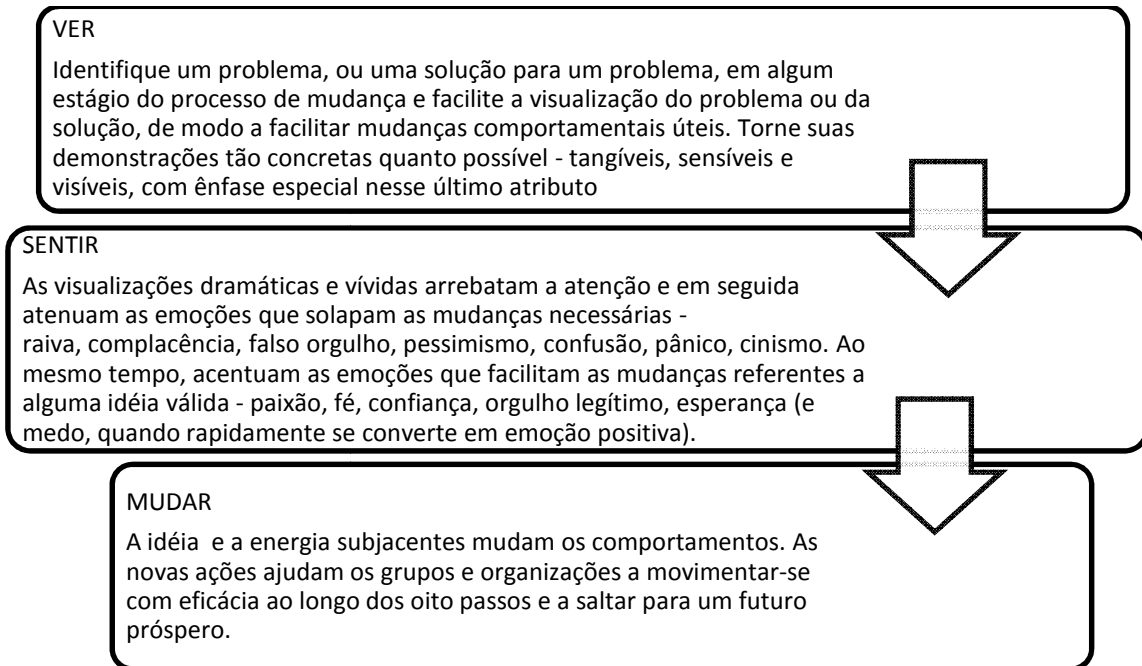 VER
Identifique um problema, ou uma solução para um problema, em algum
estágio do processo de mudança e facilite a visualização do problema ou da
solução, de modo a facilitar mudanças comportamentais úteis. Torne suas
demonstrações tão concretas quanto possível - tangíveis, sensíveis e
visíveis, com ênfase especial nesse último atributo
SENTIR
As visualizações dramáticas e vívidas arrebatam a atenção e em seguida
atenuam as emoções que solapam as mudanças necessárias -
raiva, complacência, falso orgulho, pessimismo, confusão, pânico, cinismo. Ao
mesmo tempo, acentuam as emoções que facilitam as mudanças referentes a
alguma idéia válida - paixão, fé, confiança, orgulho legítimo, esperança (e
medo, quando rapidamente se converte em emoção positiva).
MUDAR
A idéia e a energia subjacentes mudam os comportamentos. As
novas ações ajudam os grupos e organizações a movimentar-se
com eficácia ao longo dos oito passos e a saltar para um futuro
próspero.